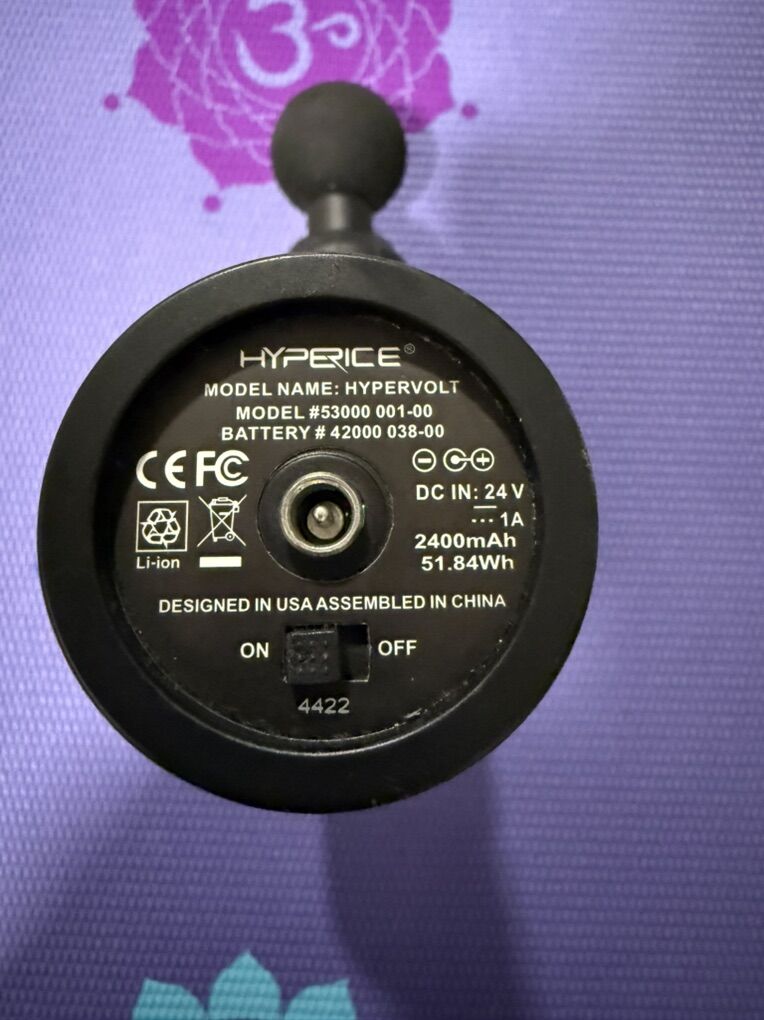 ॐ
HYPERICE®
MODEL NAME: HYPERVOLT
MODEL #53000 001-00
BATTERY # 42000 038-00
CE FC
DC IN: 24 V
1A
2400mAh
51.84Wh
Li-ion
DESIGNED IN USA ASSEMBLED IN CHINA
ON OFF
4422